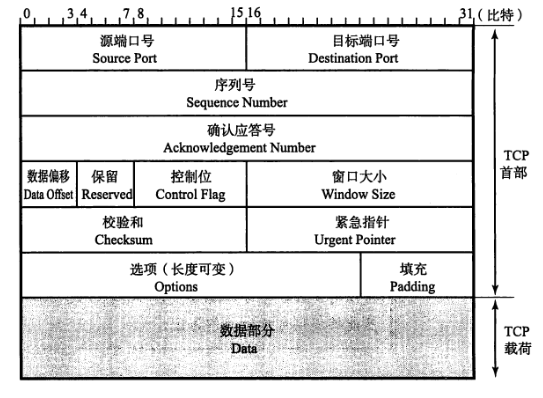 0 3 4 7 8 15 16 31 (比特)
源端口号 目标端口号
Source Port Destination Port
序列号
Sequence Number
确认应答号
Acknowledgement Number
数据偏移 保留 控制位 窗口大小
Data Offset Reserved Control Flag Window Size
校验和 紧急指针
Checksum Urgent Pointer
选项(长度可变) 填充
Options Padding
数据部分
Data
TCP
首部
TCP
载荷